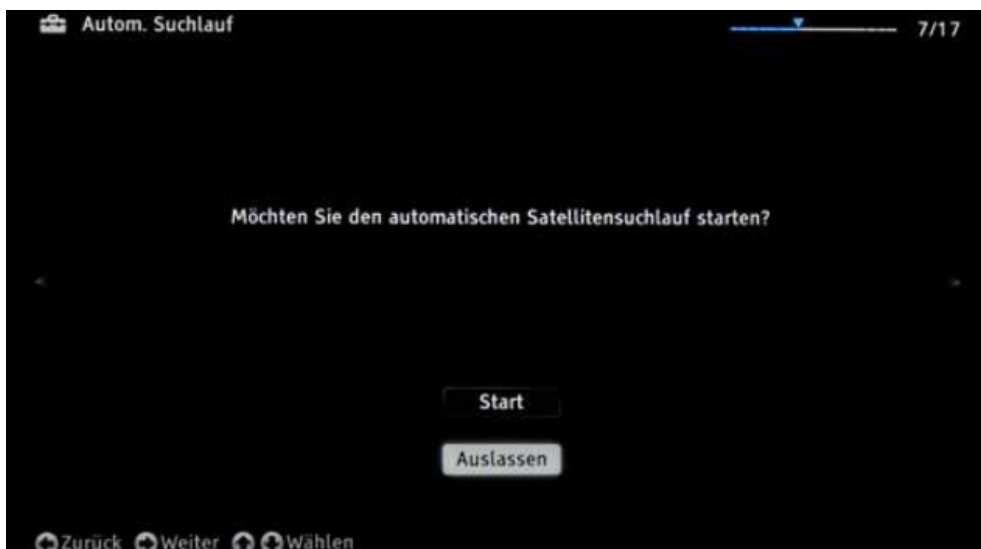 Autom. Suchlauf
7/17
Möchten Sie den automatischen Satellitensuchlauf starten?
Start
Auslassen
Zurück Weiter Wählen